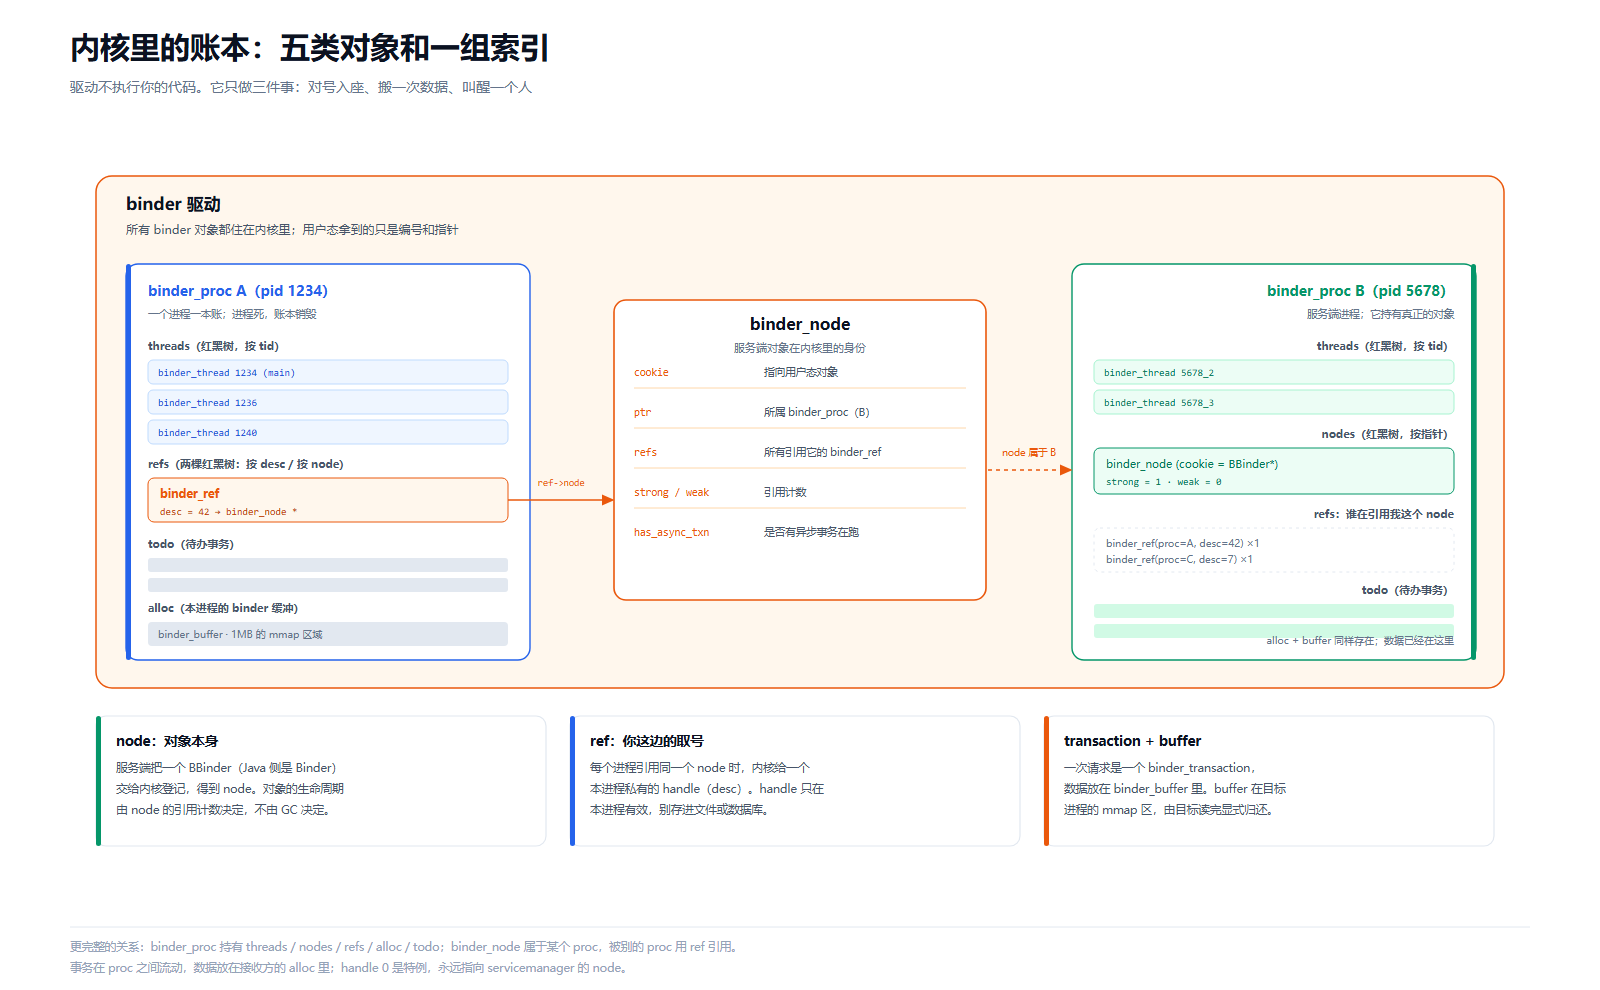 内核里的账本：五类对象和一组索引
驱动不执行你的代码。它只做三件事：对号入座、搬一次数据、叫醒一个人
binder 驱动
所有 binder 对象都住在内核里；用户态拿到的只是编号和指针
binder_proc A（pid 1234）
一个进程一本账；进程死，账本销毁
threads（红黑树，按 tid）
binder_thread 1234 (main)
binder_thread 1236
binder_thread 1240
refs（两棵红黑树：按 desc / 按 node）
binder_ref
desc = 42 → binder_node *
todo（待办事务）
alloc（本进程的 binder 缓冲）
binder_buffer · 1MB 的 mmap 区域
ref->node
binder_node
服务端对象在内核里的身份
cookie 指向用户态对象
ptr 所属 binder_proc（B）
refs 所有引用它的 binder_ref
strong / weak 引用计数
has_async_txn 是否有异步事务在跑
node 属于 B
binder_proc B（pid 5678）
服务端进程；它持有真正的对象
threads（红黑树，按 tid）
binder_thread 5678_2
binder_thread 5678_3
nodes（红黑树，按指针）
binder_node (cookie = BBinder*)
strong = 1 · weak = 0
refs：谁在引用我这个 node
binder_ref(proc=A, desc=42) ×1
binder_ref(proc=C, desc=7) ×1
todo（待办事务）
alloc + buffer 同样存在；数据已经在这里
node：对象本身
服务端把一个 BBinder（Java 侧是 Binder）
交给内核登记，得到 node。对象的生命周期
由 node 的引用计数决定，不由 GC 决定。
ref：你这边的取号
每个进程引用同一个 node 时，内核给一个
本进程私有的 handle（desc）。handle 只在
本进程有效，别存进文件或数据库。
transaction + buffer
一次请求是一个 binder_transaction，
数据放在 binder_buffer 里。buffer 在目标
进程的 mmap 区，由目标读完显式归还。
更完整的关系：binder_proc 持有 threads / nodes / refs / alloc / todo；binder_node 属于某个 proc，被别的 proc 用 ref 引用。
事务在 proc 之间流动，数据放在接收方的 alloc 里；handle 0 是特例，永远指向 servicemanager 的 node。